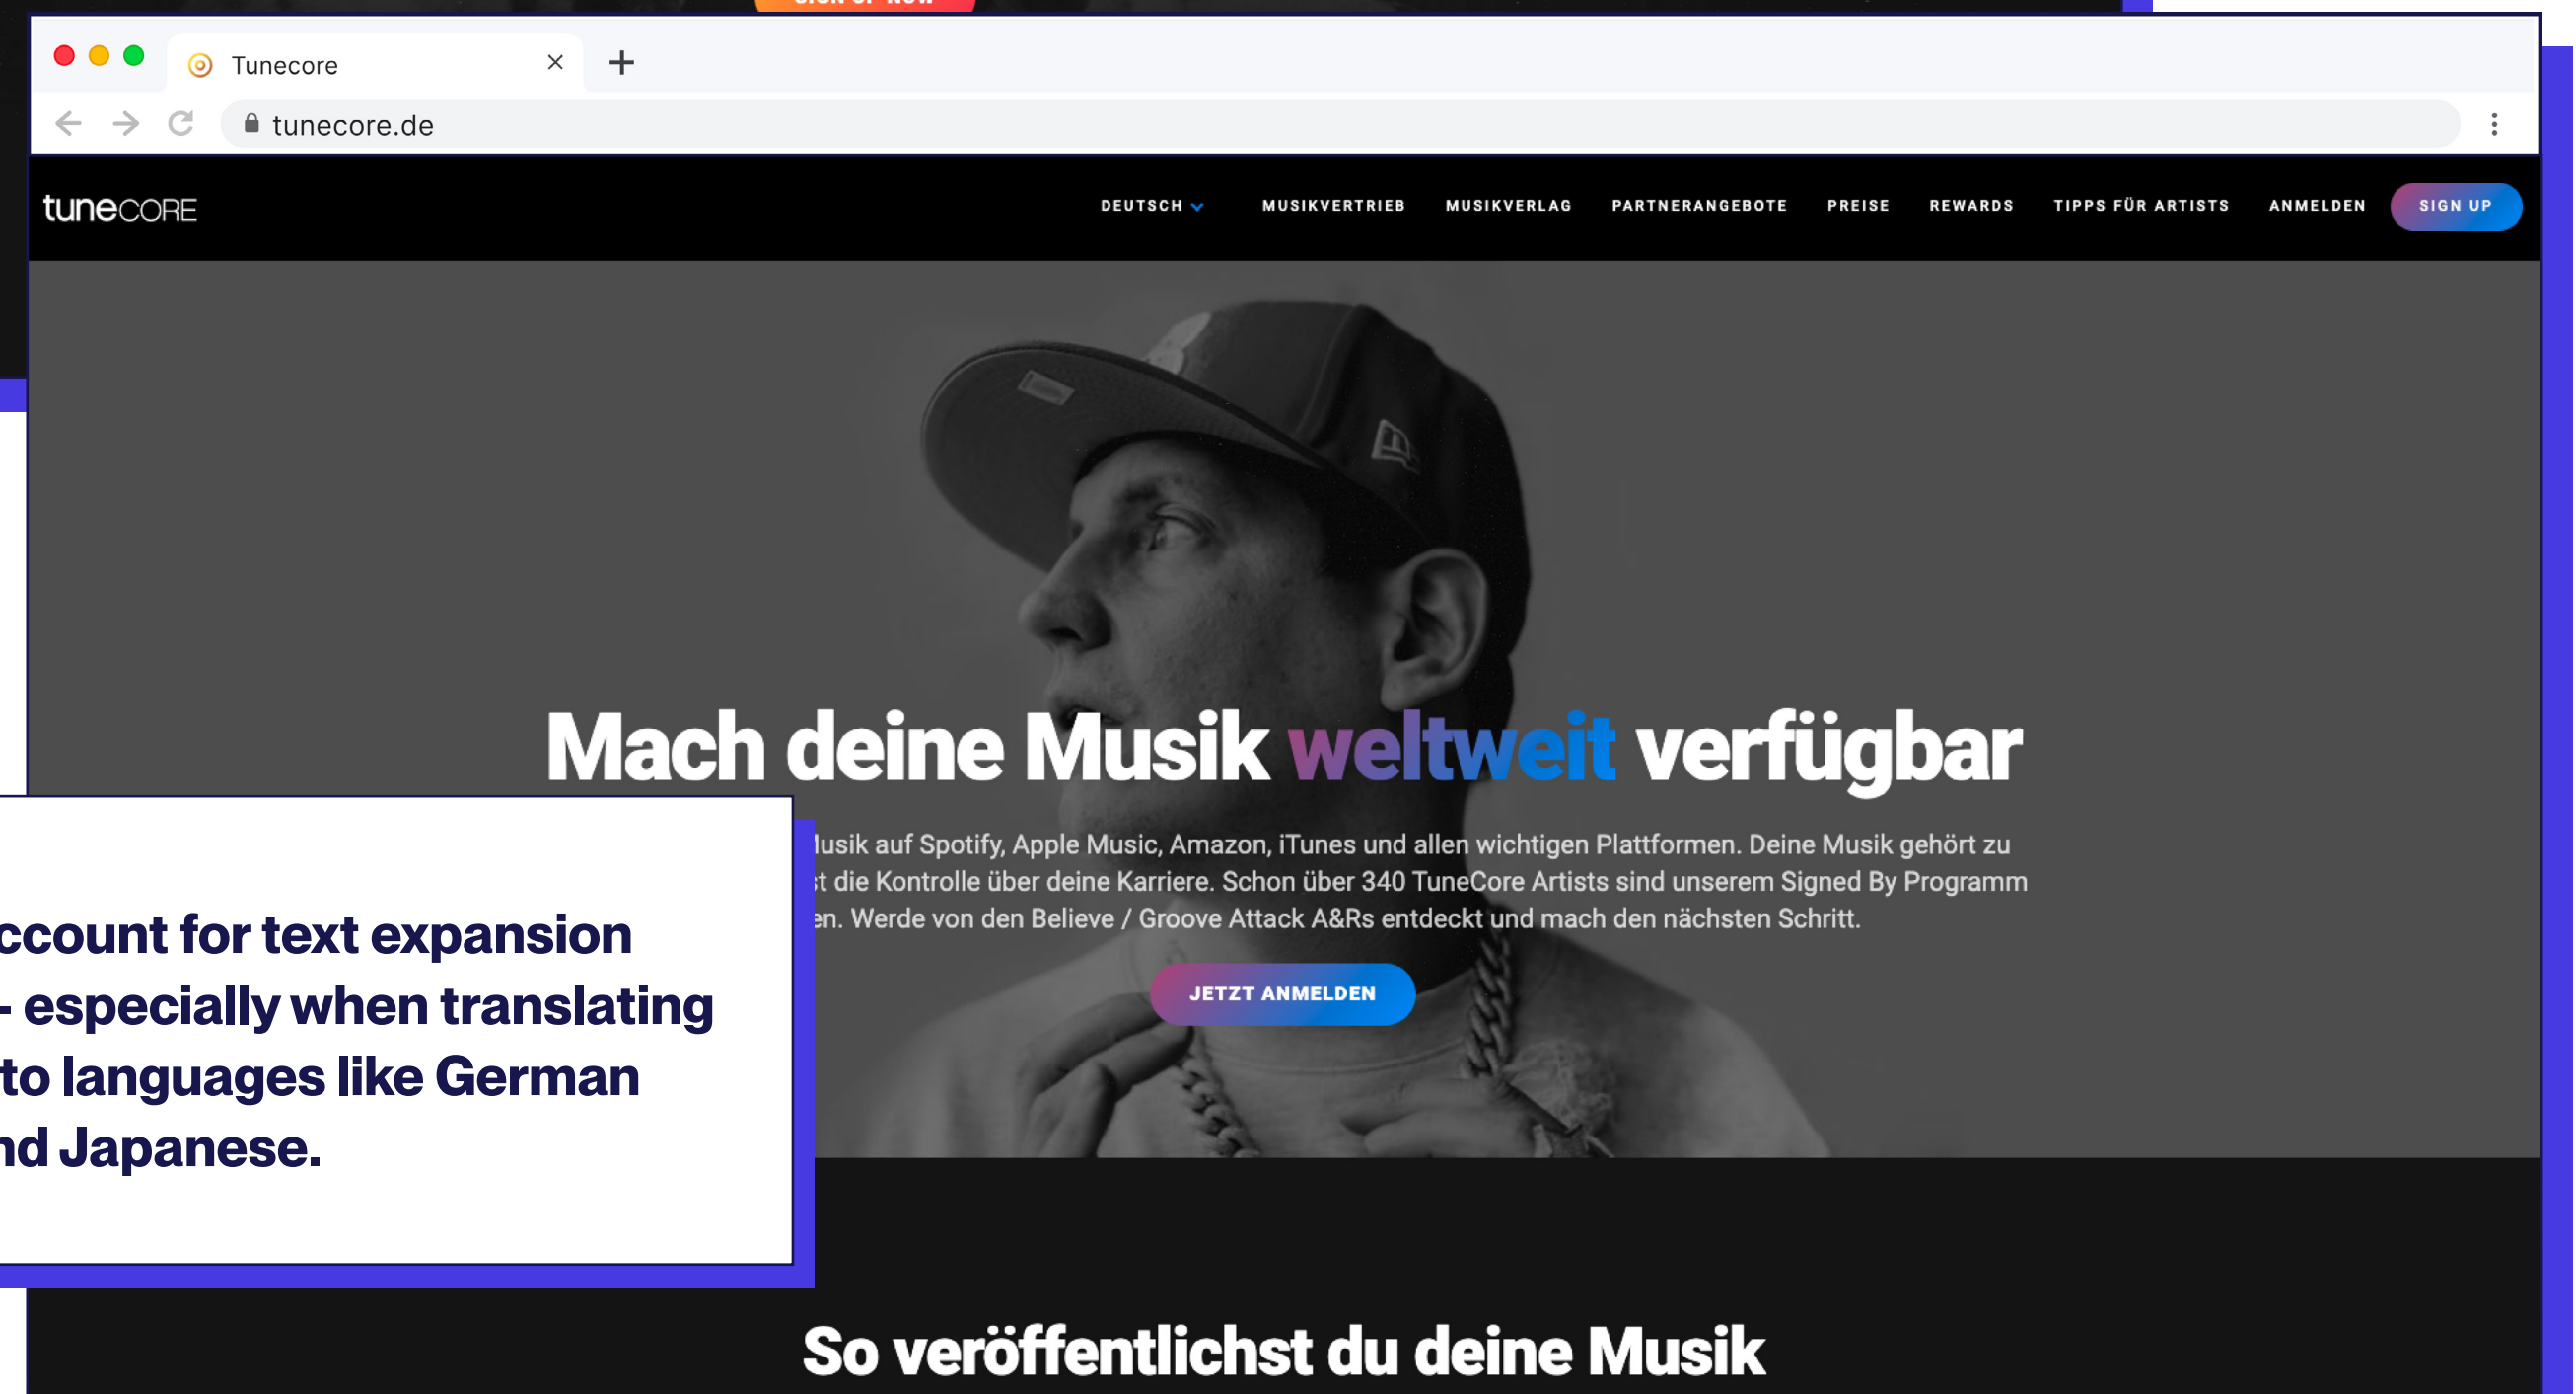 SIGN UP NOW
Tunecore
tunecore.de
tunecore
DEUTSCH MUSIKVERTRIEB MUSIKVERLAG PARTNERANGEBOTE PREISE REWARDS TIPPS FÜR ARTISTS ANMELDEN SIGN UP
Mach deine Musik weltweit verfügbar
auf Spotify, Apple Music, Amazon, iTunes und allen wichtigen Plattformen. Deine Musik gehört zu
die Kontrolle über deine Karriere. Schon über 340 TuneCore Artists sind unserem Signed By Programm
Werde von den Believe / Groove Attack A&Rs entdeckt und mach den nächsten Schritt.
JETZT ANMELDEN
for text expansion
- especially when translating
to languages like German
Japanese.
So veröffentlichst du deine Musik